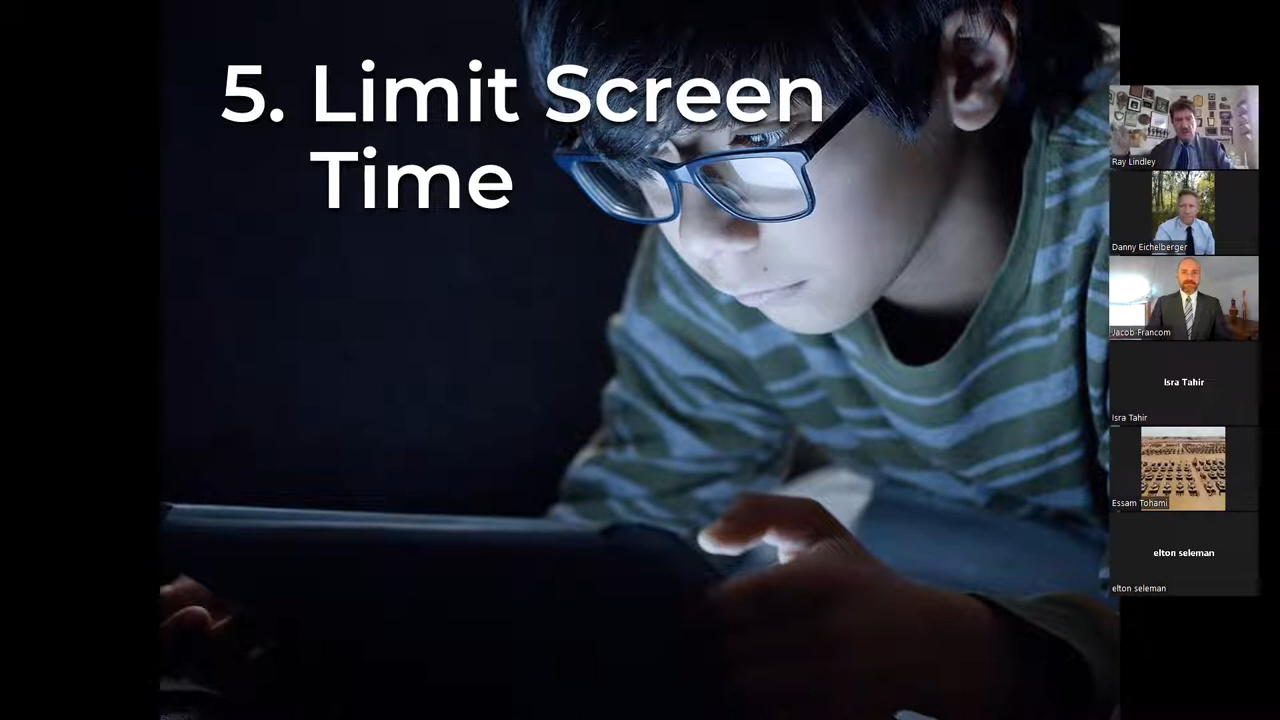 5. Limit Screen
Time
Ray Lindley
Danny Eichelberger
Jacob Francom
Isra Tahir
Isra Tahir
Essam Tohami
elton seleman
elton seleman